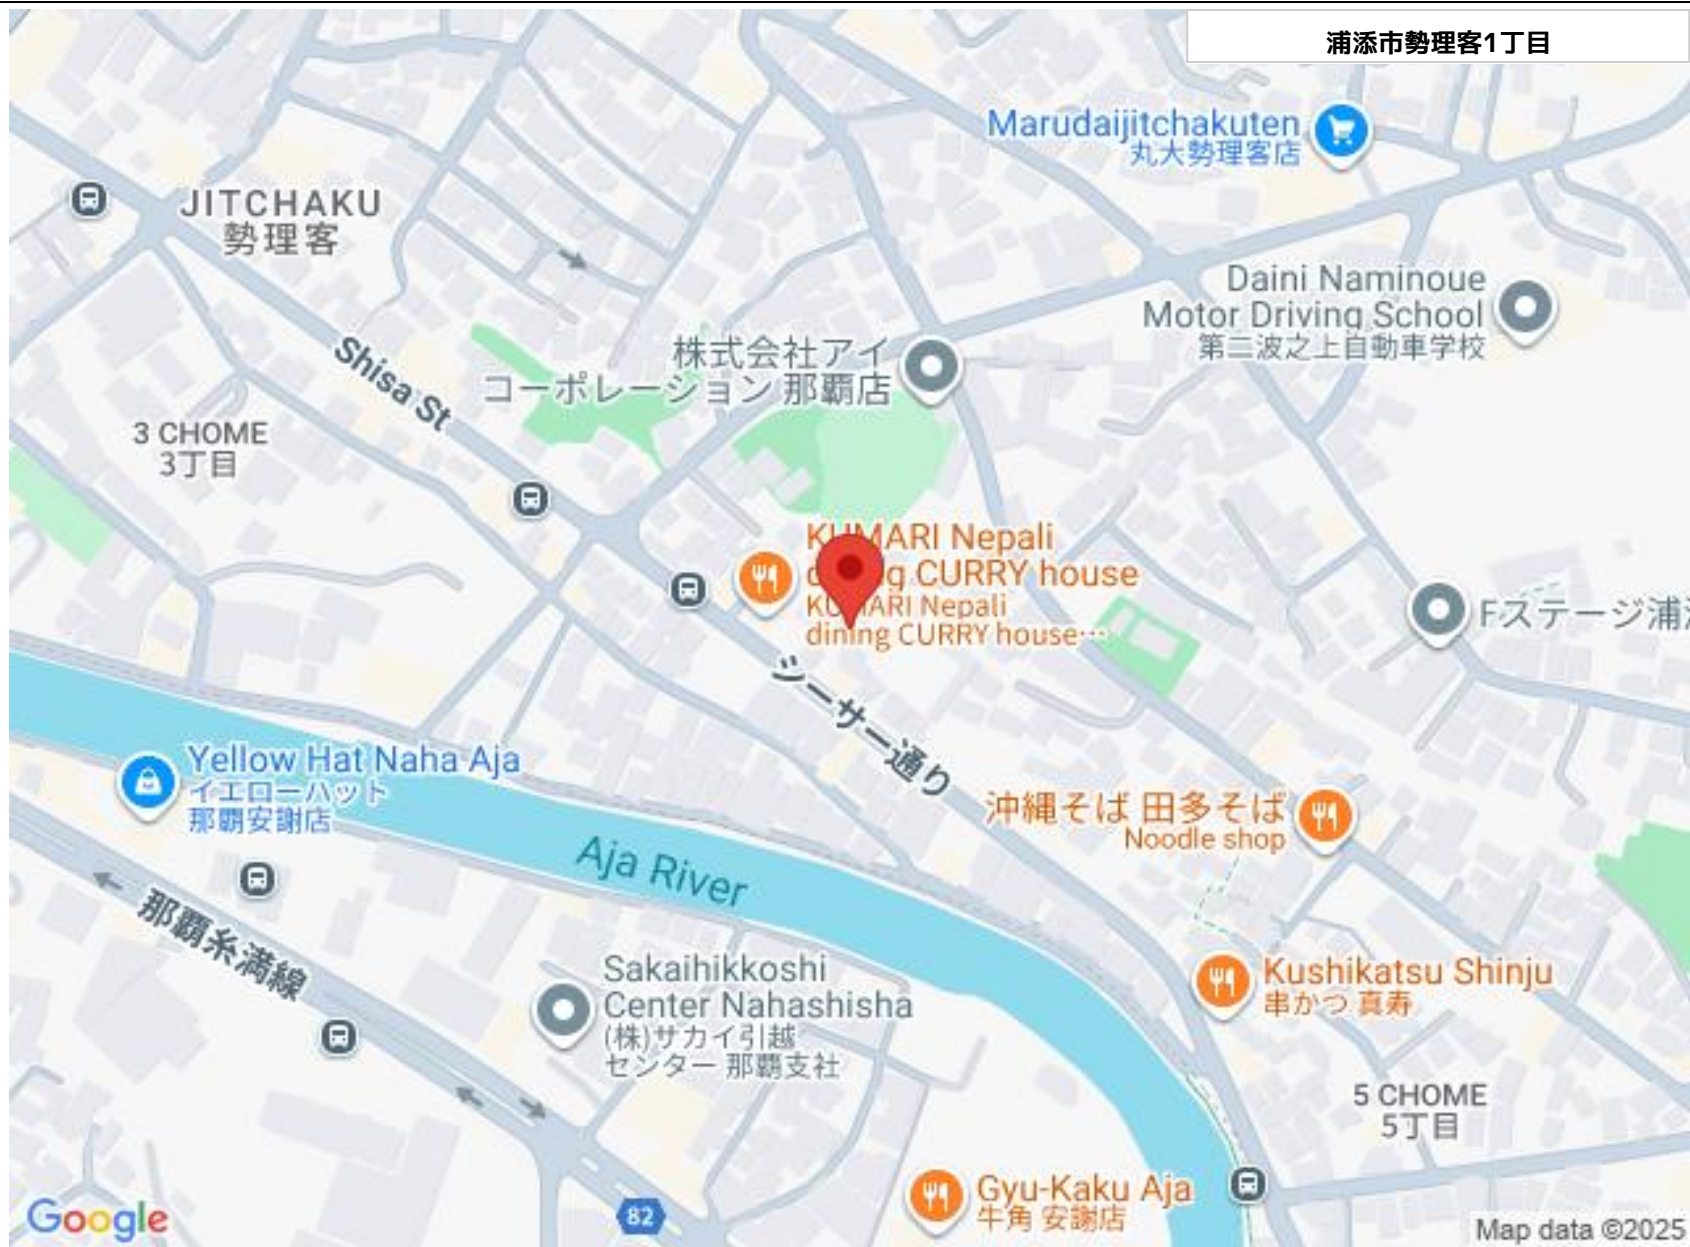 浦添市勢理客1丁目
Marudaijitchakuten
丸大勢理客店
JITCHAKU
勢理客
Daini Naminoue
Motor Driving School
第二波之上自動車学校
Shisa St
株式会社アイ
コーポレーション 那覇店
3 CHOME
3丁目
KUMARI Nepali
dining CURRY house
KUMARI Nepali
dining CURRY house…
Fステージ浦
シーサー通り
Yellow Hat Naha Aja
イエローハット
那覇安謝店
沖縄そば 田多そば
Noodle shop
Aja River
那覇糸満線
Sakaihikkoshi
Center Nahashisha
(株)サカイ引越
センター 那覇支社
Kushikatsu Shinju
串かつ 真寿
5 CHOME
5丁目
Gyu-Kaku Aja
牛角 安謝店
82
Google
Map data ©2025